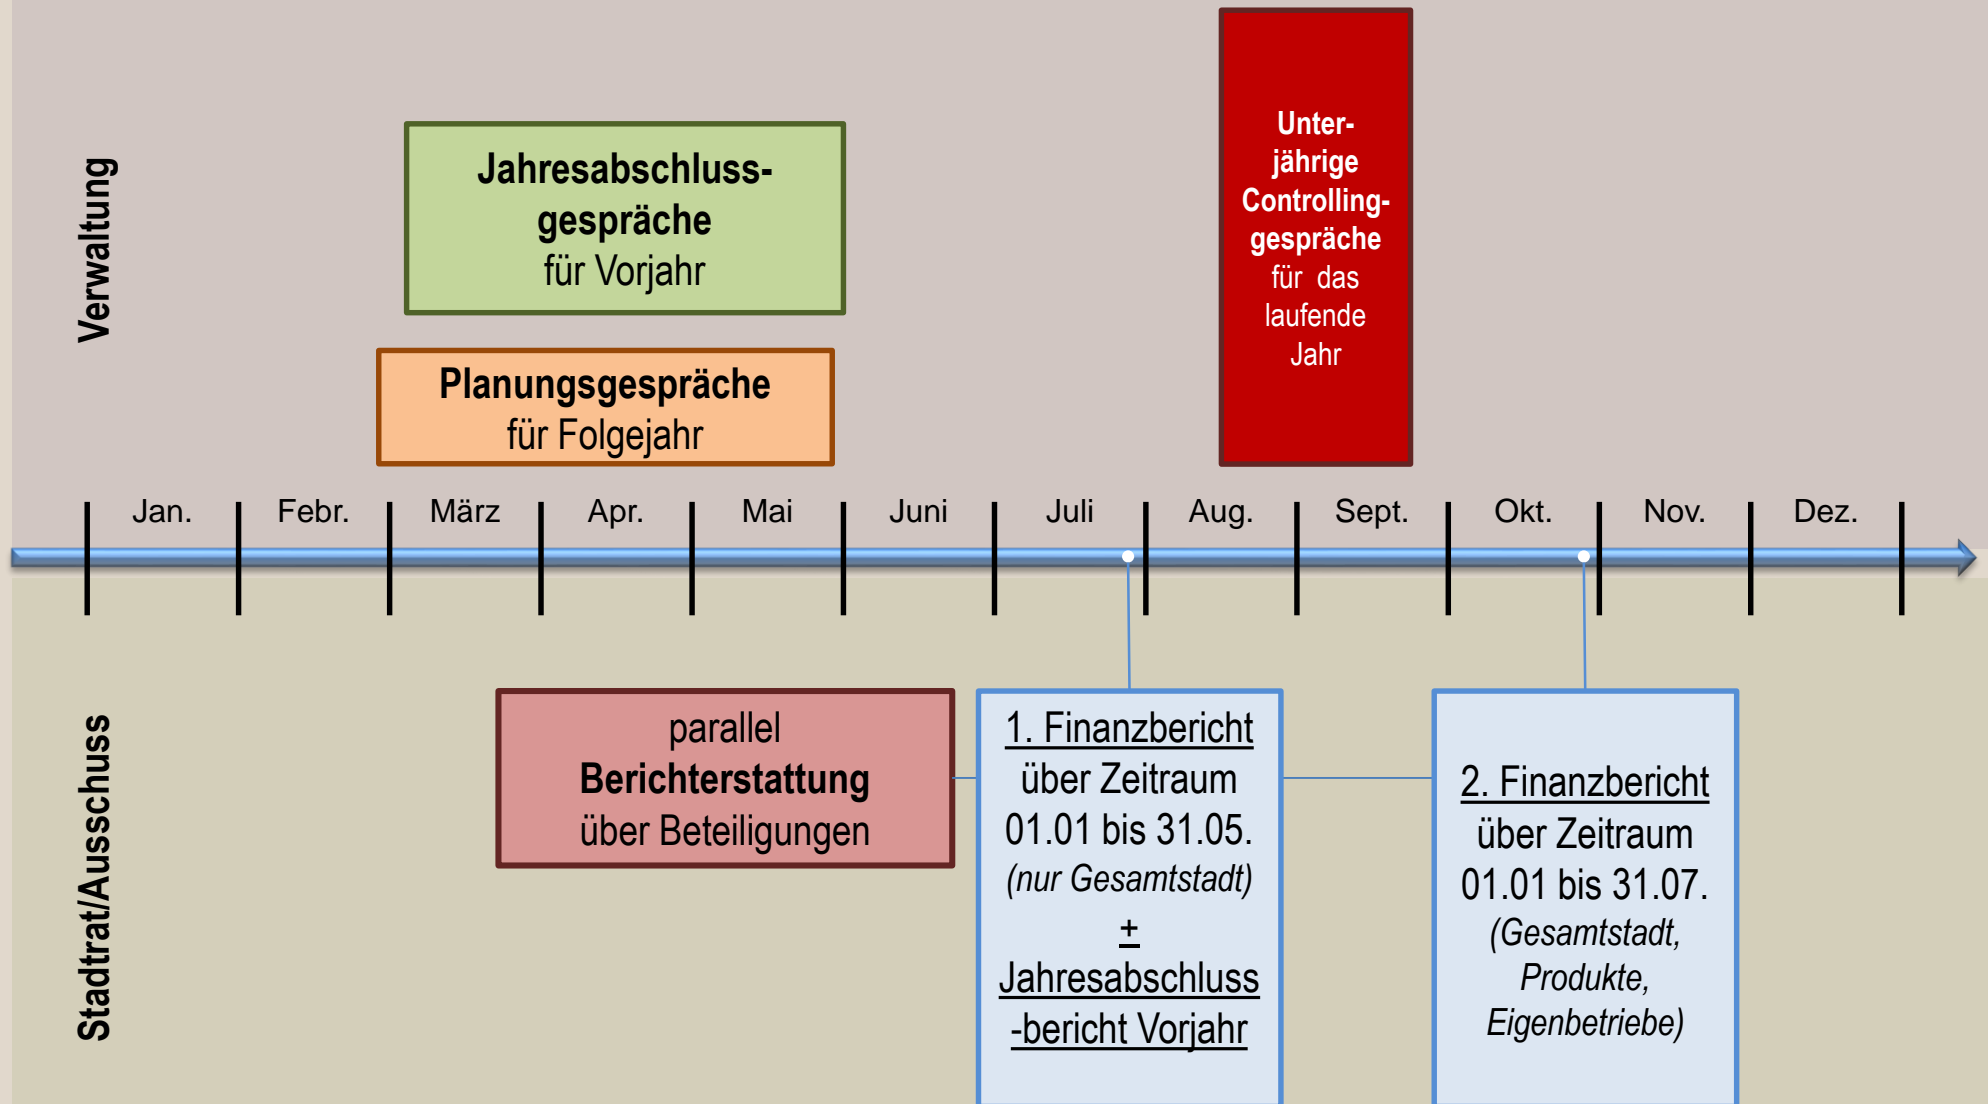 Verwaltung
Jahresabschluss-
gespräche
für Vorjahr
Planungsgespräche
für Folgejahr
Unter-
jährige
Controlling-
gespräche
für das
laufende
Jahr
Jan. Febr. März Apr. Mai Juni Juli Aug. Sept. Okt. Nov. Dez.
Stadtrat/Ausschuss
parallel
Berichterstattung
über Beteiligungen
1. Finanzbericht
über Zeitraum
01.01 bis 31.05.
(nur Gesamtstadt)
+
Jahresabschluss
-bericht Vorjahr
2. Finanzbericht
über Zeitraum
01.01 bis 31.07.
(Gesamtstadt,
Produkte,
Eigenbetriebe)